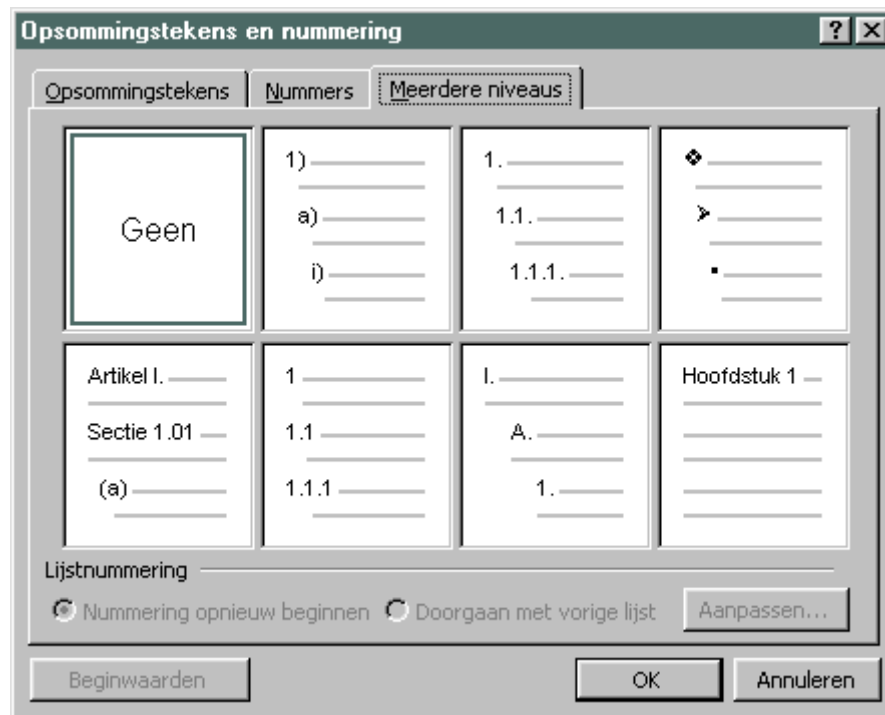 Opsommingstekens en nummering
Opsommingstekens Nummers Meerdere niveaus
Geen
1)
a)
i)
1.
1.1.
1.1.1.
Artikel I.
Sectie 1.01
(a)
1
1.1
1.1.1
I.
A.
1.
Hoofdstuk 1
Lijstnummering
Nummering opnieuw beginnen Doorgaan met vorige lijst Aanpassen...
Beginwaarden OK Annuleren